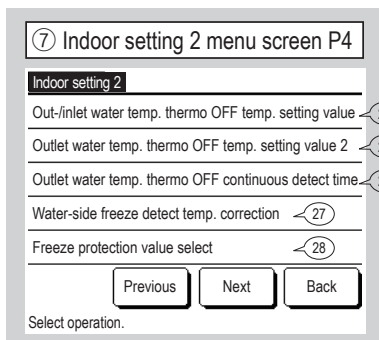 ⑦ Indoor setting 2 menu screen P4
Indoor setting 2
Out-/inlet water temp. thermo OFF temp. setting value
Outlet water temp. thermo OFF temp. setting value 2
Outlet water temp. thermo OFF continuous detect time
Water-side freeze detect temp. correction 27
Freeze protection value select 28
Previous Next Back
Select operation.